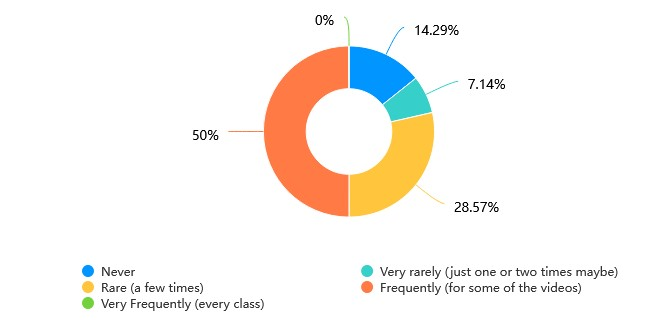 0%
14.29%
7.14%
50%
28.57%
Never
Very rarely (just one or two times maybe)
Rare (a few times)
Frequently (for some of the videos)
Very Frequently (every class)